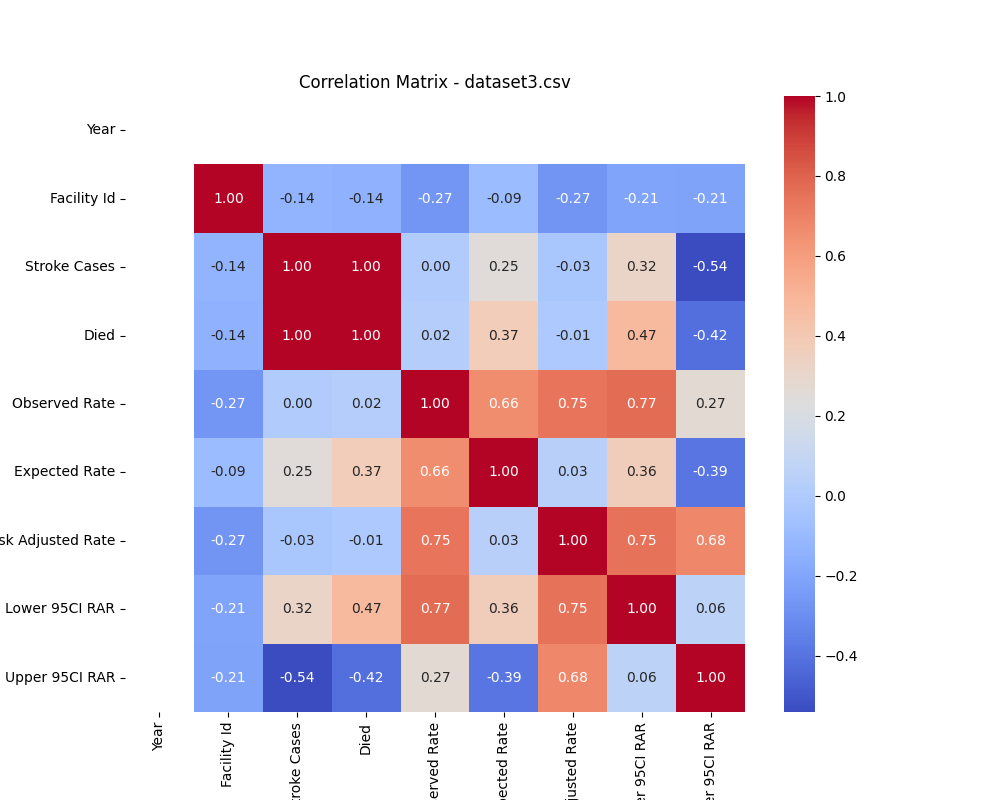 Correlation Matrix - dataset3.csv
Year
Facility Id 1.00 -0.14 -0.14 -0.27 -0.09 -0.27 -0.21 -0.21
Stroke Cases -0.14 1.00 1.00 0.00 0.25 -0.03 0.32 -0.54
Died -0.14 1.00 1.00 0.02 0.37 -0.01 0.47 -0.42
Observed Rate -0.27 0.00 0.02 1.00 0.66 0.75 0.77 0.27
Expected Rate -0.09 0.25 0.37 0.66 1.00 0.03 0.36 -0.39
sk Adjusted Rate -0.27 -0.03 -0.01 0.75 0.03 1.00 0.75 0.68
Lower 95CI RAR -0.21 0.32 0.47 0.77 0.36 0.75 1.00 0.06
Upper 95CI RAR -0.21 -0.54 -0.42 0.27 -0.39 0.68 0.06 1.00
Year
Facility Id
troke Cases
Died
erved Rate
pected Rate
justed Rate
er 95CI RAR
er 95CI RAR
1.0
0.8
0.6
0.4
0.2
0.0
−0.2
−0.4